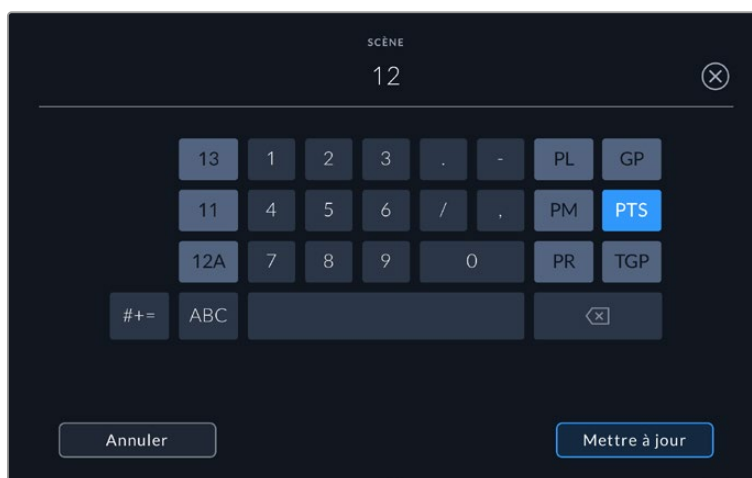 SCÈNE
12
13 1 2 3 . - PL GP
11 4 5 6 / , PM PTS
12A 7 8 9 0 PR TGP
#+= ABC
Annuler Mettre à jour